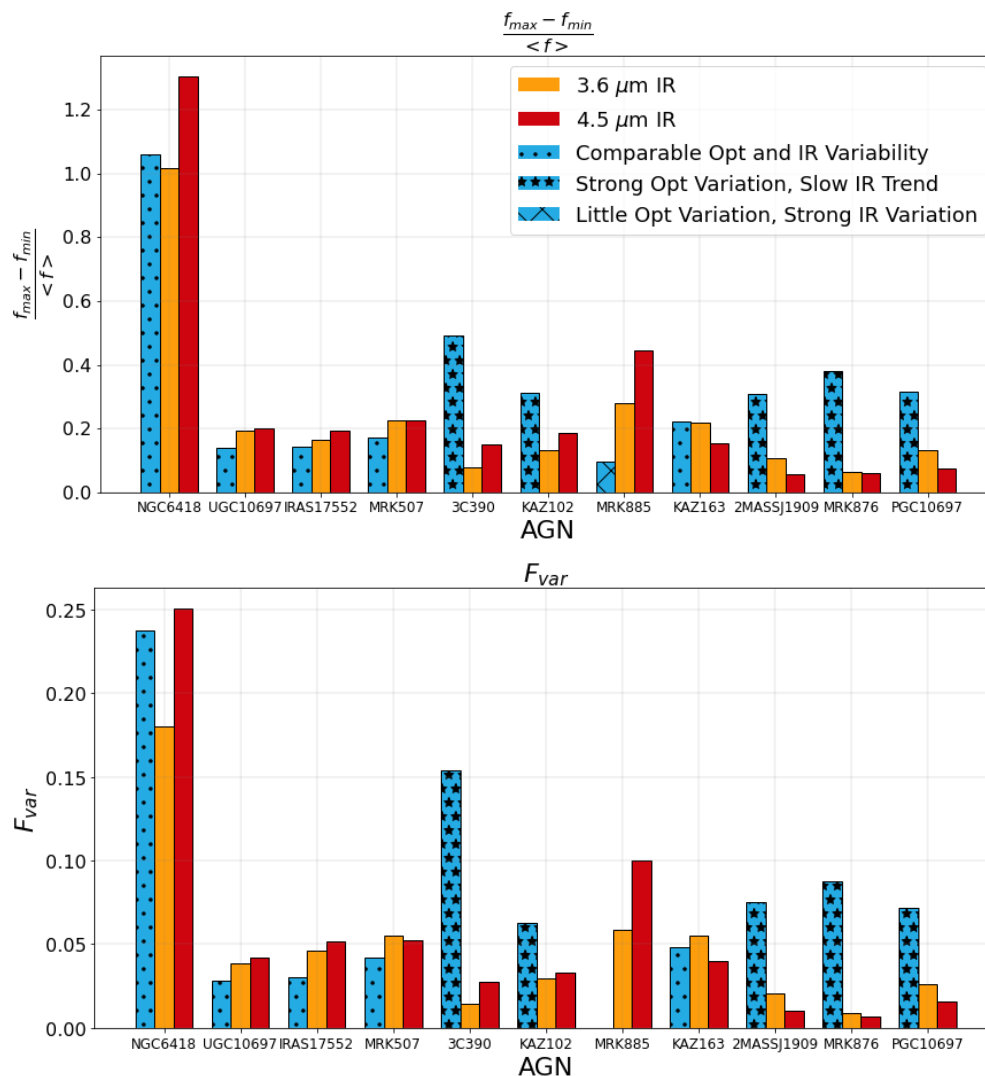 f_max − f_min
<f>
3.6 μm IR
4.5 μm IR
Comparable Opt and IR Variability
Strong Opt Variation, Slow IR Trend
Little Opt Variation, Strong IR Variation
f_max − f_min
<f>
1.2
1.0
0.8
0.6
0.4
0.2
0.0
NGC6418 UGC10697 IRAS17552 MRK507 3C390 KAZ102 MRK885 KAZ163 2MASSJ1909 MRK876 PGC10697
AGN
F_var
F_var
0.25
0.20
0.15
0.10
0.05
0.00
NGC6418 UGC10697 IRAS17552 MRK507 3C390 KAZ102 MRK885 KAZ163 2MASSJ1909 MRK876 PGC10697
AGN